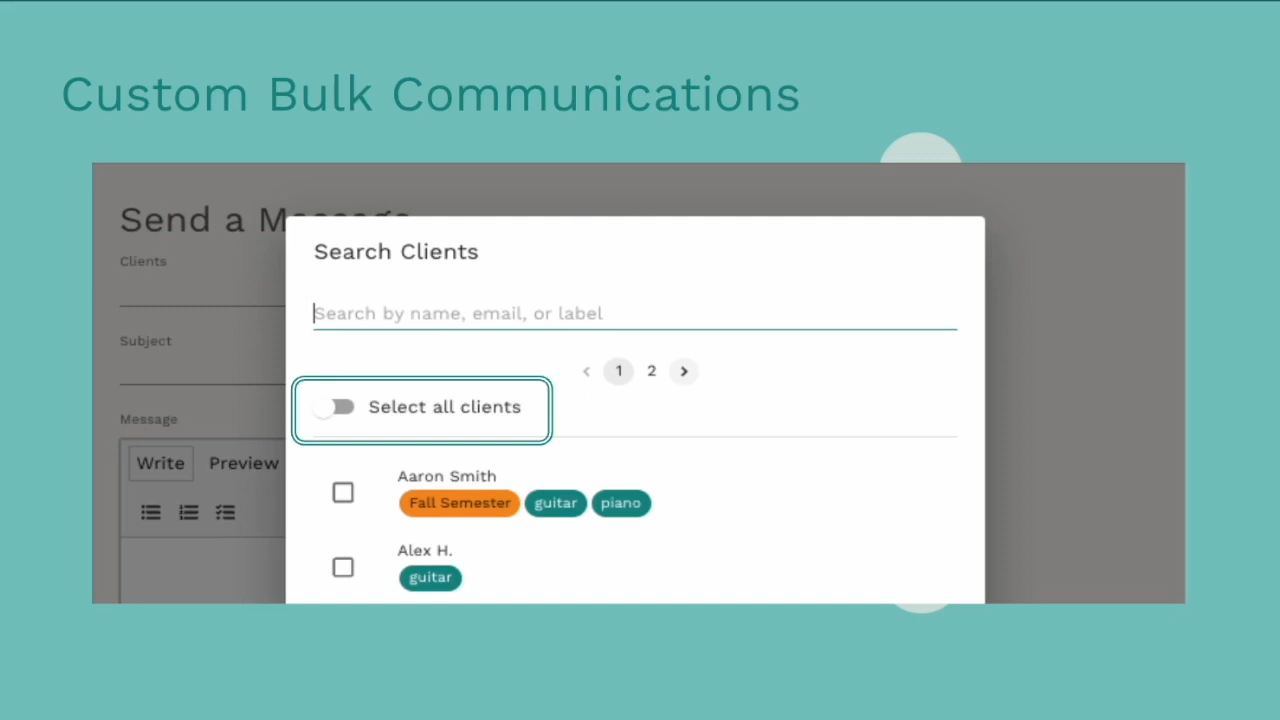 Custom Bulk Communications
Send a Message
Clients
Subject
Message
Write Preview
Search Clients
Search by name, email, or label
1 2
Select all clients
Aaron Smith
Fall Semester guitar piano
Alex H.
guitar